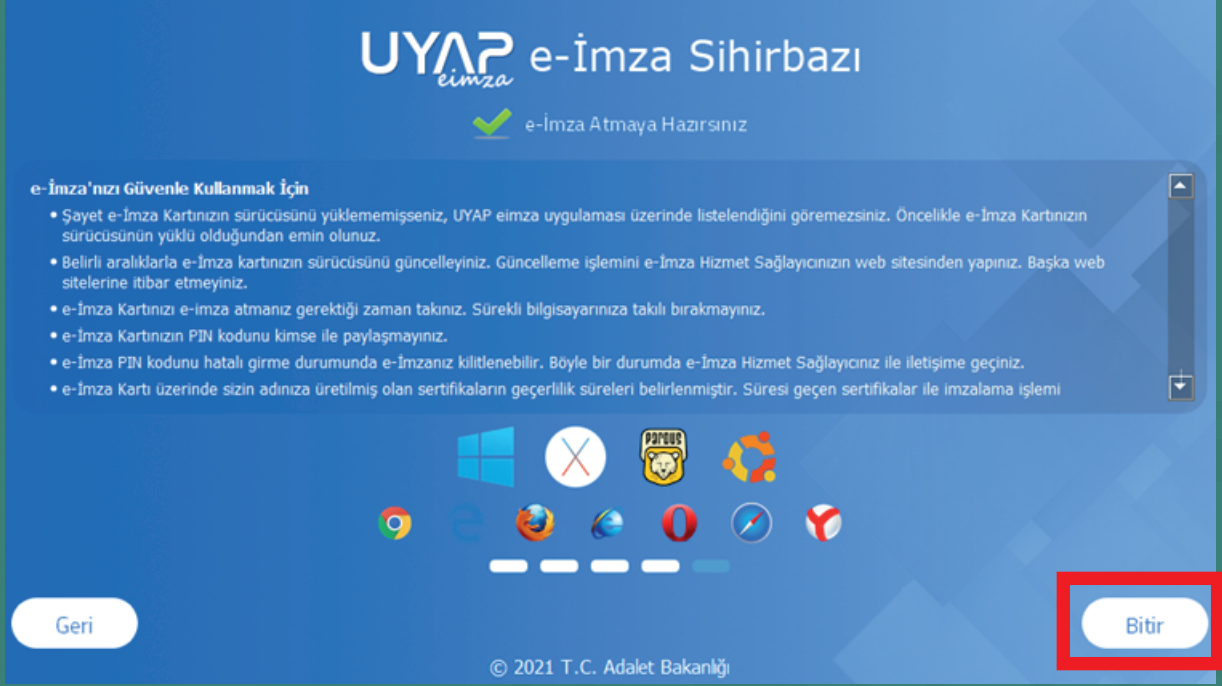 UYAP e-İmza Sihirbazı
eimza
e-İmza Atmaya Hazırsınız
e-İmza'nızı Güvenle Kullanmak İçin
• Şayet e-İmza Kartınızın sürücüsünü yüklememişseniz, UYAP eimza uygulaması üzerinde listelendiğini göremezsiniz. Öncelikle e-İmza Kartınızın
sürücüsünün yüklü olduğundan emin olunuz.
• Belirli aralıklarla e-İmza kartınızın sürücüsünü güncelleyiniz. Güncelleme işlemini e-İmza Hizmet Sağlayıcınızın web sitesinden yapınız. Başka web
sitelerine itibar etmeyiniz.
• e-İmza Kartınızı e-imza atmanız gerektiği zaman takınız. Sürekli bilgisayarınıza takılı bırakmayınız.
• e-İmza Kartınızın PIN kodunu kimse ile paylaşmayınız.
• e-İmza PIN kodunu hatalı girme durumunda e-İmzanız kilitlenebilir. Böyle bir durumda e-İmza Hizmet Sağlayıcınız ile iletişime geçiniz.
• e-İmza Kartı üzerinde sizin adınıza üretilmiş olan sertifikaların geçerlilik süreleri belirlenmiştir. Süresi geçen sertifikalar ile imzalama işlemi
PARDUS
Geri
Bitir
© 2021 T.C. Adalet Bakanlığı